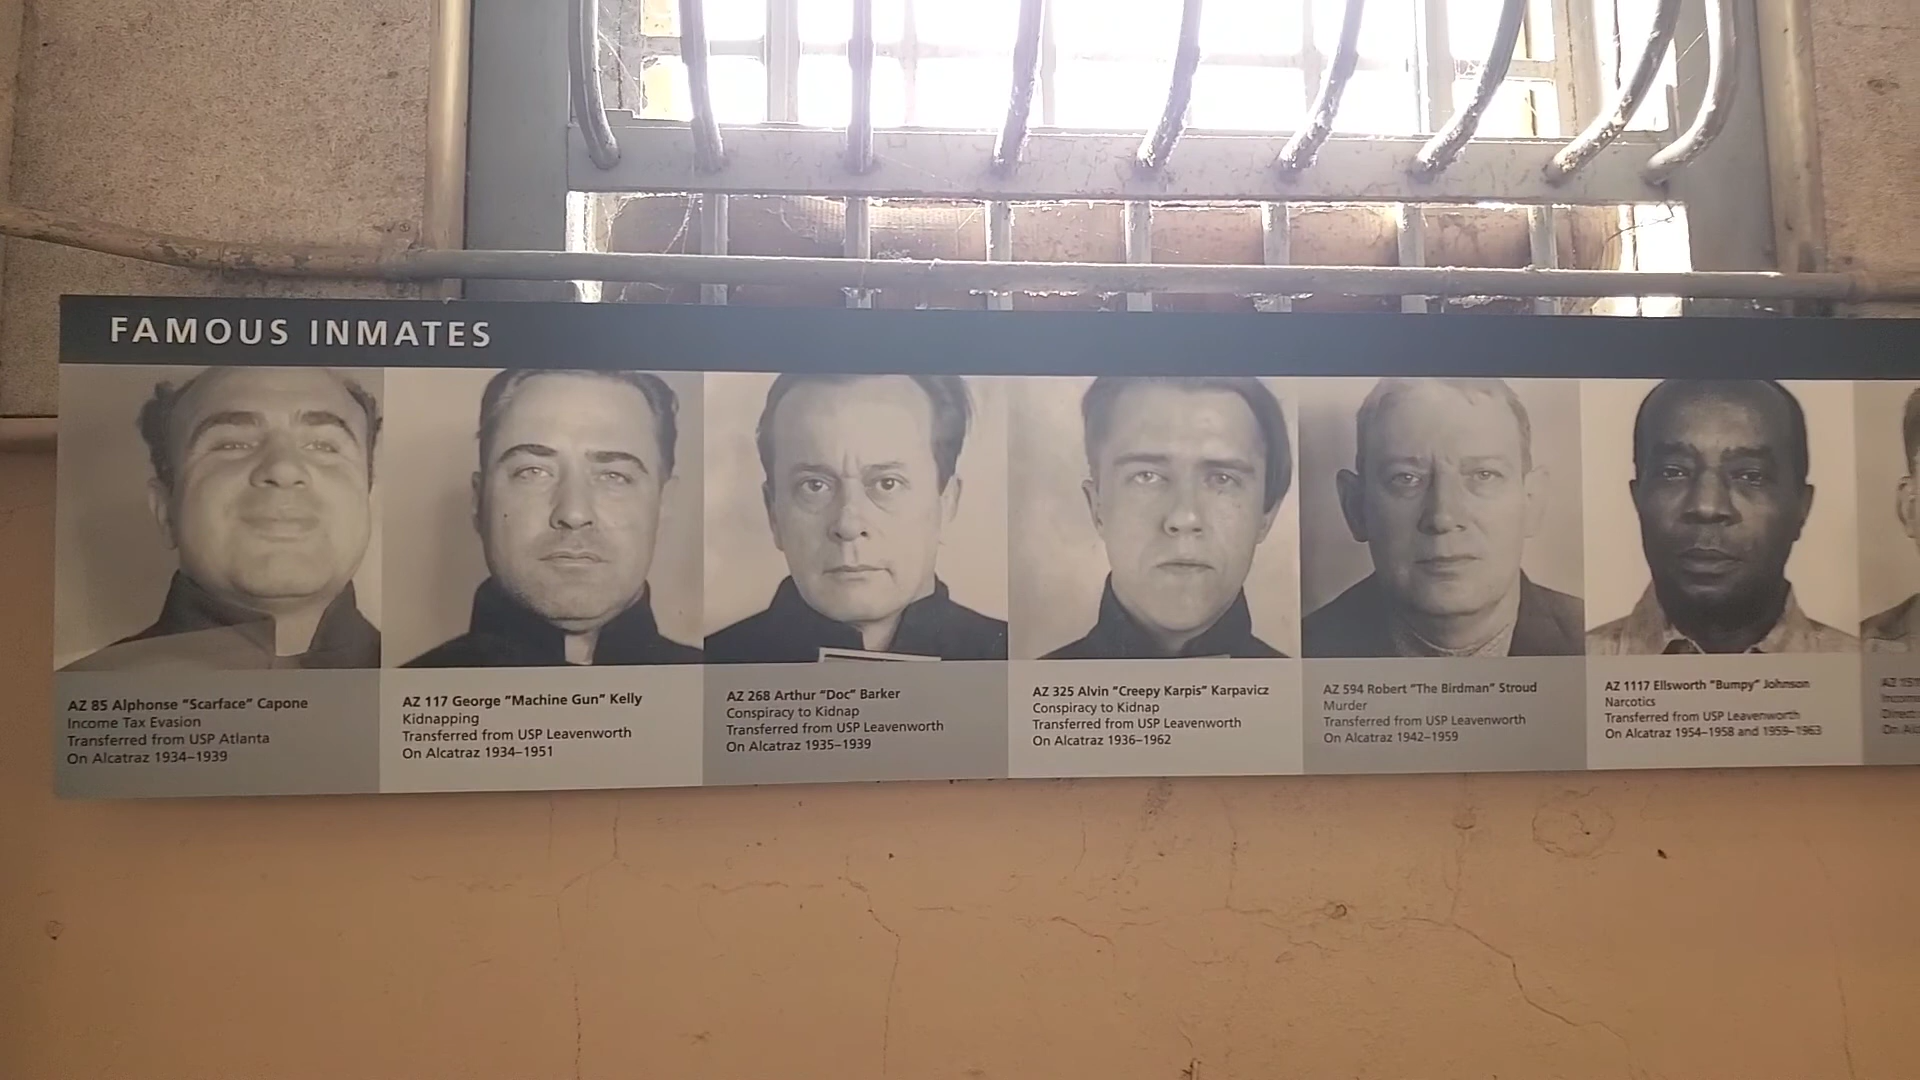 FAMOUS INMATES
AZ 85 Alphonse "Scarface" Capone
Income Tax Evasion
Transferred from USP Atlanta
On Alcatraz 1934–1939
AZ 117 George "Machine Gun" Kelly
Kidnapping
Transferred from USP Leavenworth
On Alcatraz 1934–1951
AZ 268 Arthur "Doc" Barker
Conspiracy to Kidnap
Transferred from USP Leavenworth
On Alcatraz 1935–1939
AZ 325 Alvin "Creepy Karpis" Karpavicz
Conspiracy to Kidnap
Transferred from USP Leavenworth
On Alcatraz 1936–1962
AZ 594 Robert "The Birdman" Stroud
Murder
Transferred from USP Leavenworth
On Alcatraz 1942–1959
AZ 1117 Ellsworth "Bumpy" Johnson
Narcotics
Transferred from USP Leavenworth
On Alcatraz 1954–1958 and 1959–1963